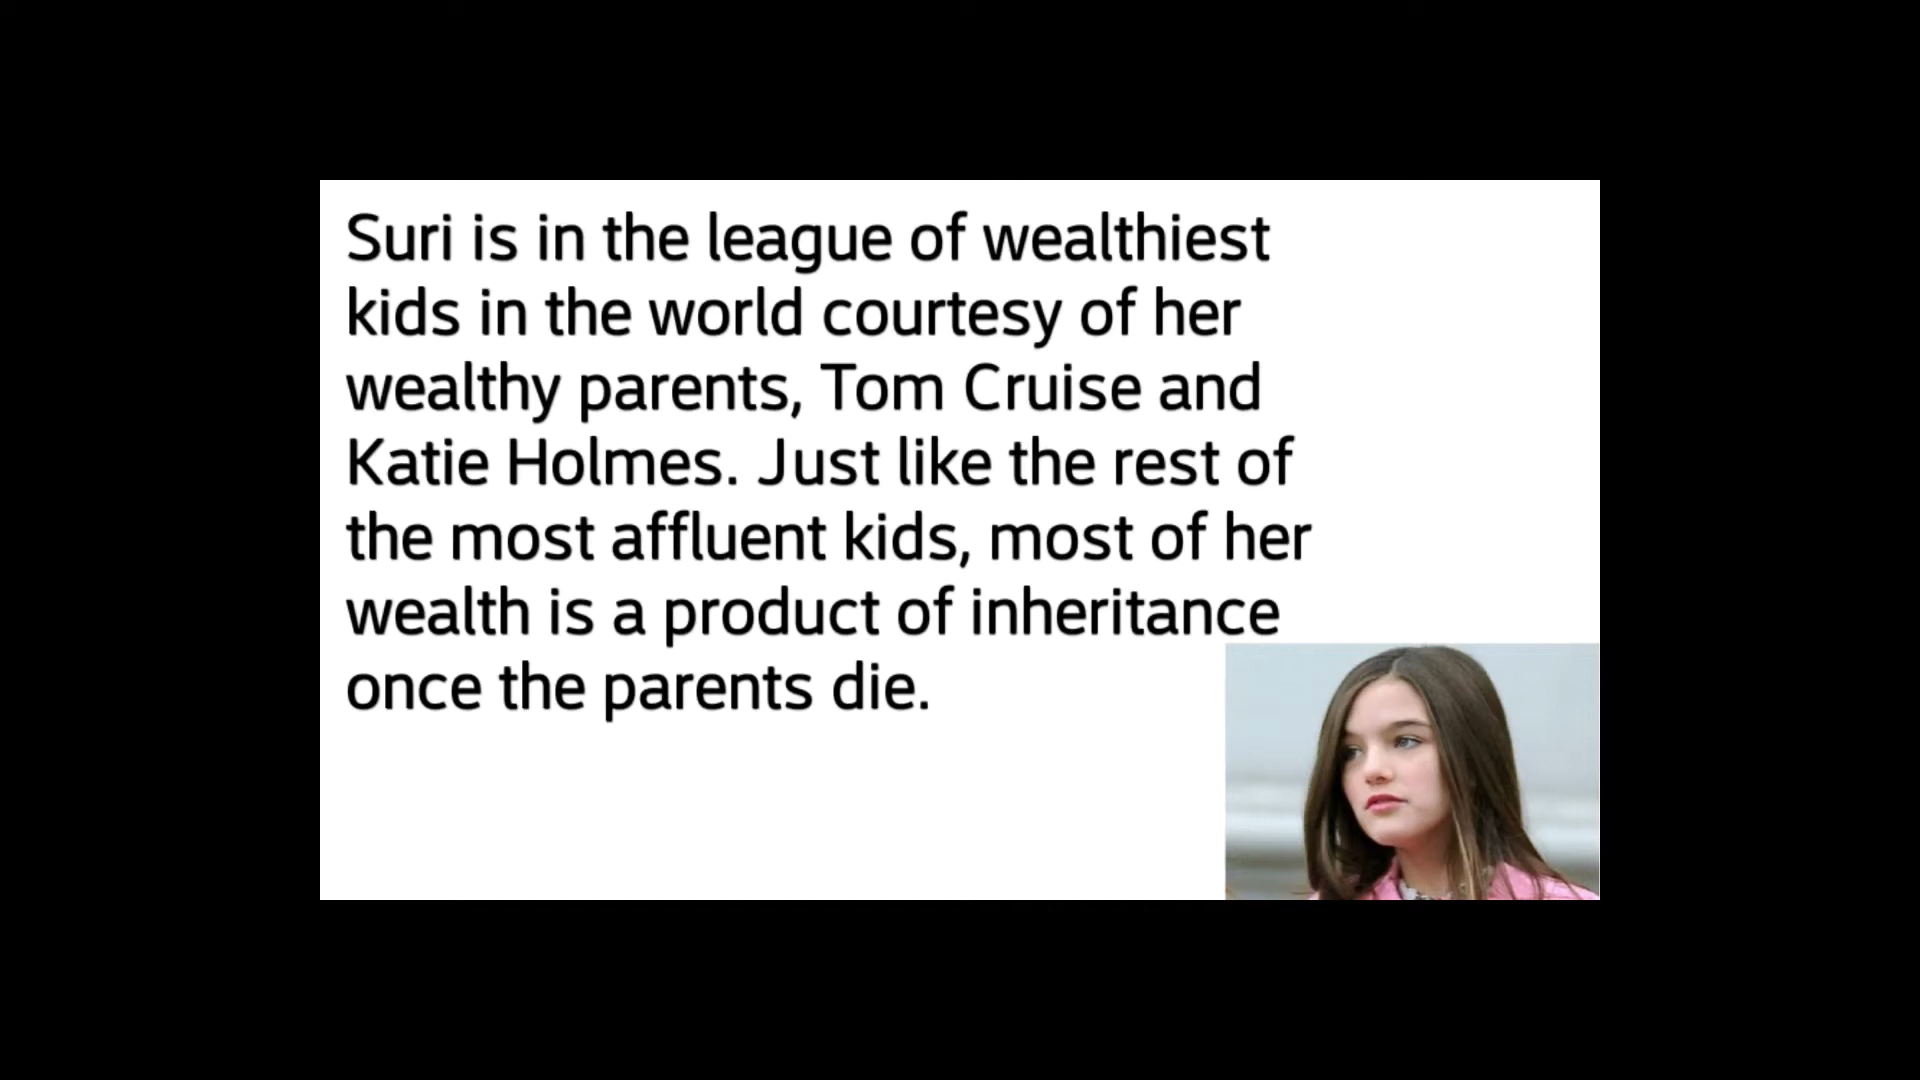 Suri is in the league of wealthiest
kids in the world courtesy of her
wealthy parents, Tom Cruise and
Katie Holmes. Just like the rest of
the most affluent kids, most of her
wealth is a product of inheritance
once the parents die.